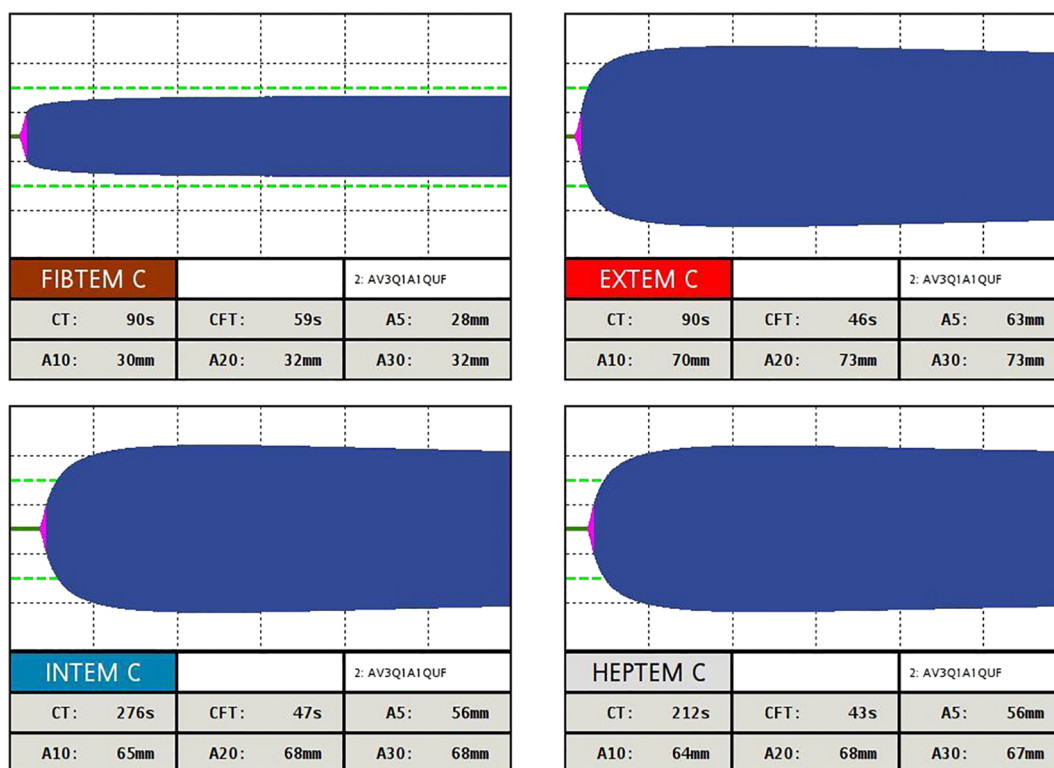 FIBTEM C 2: AV3Q1A1QUF
CT: 90s CFT: 59s A5: 28mm
A10: 30mm A20: 32mm A30: 32mm
EXTEM C 2: AV3Q1A1QUF
CT: 90s CFT: 46s A5: 63mm
A10: 70mm A20: 73mm A30: 73mm
INTEM C 2: AV3Q1A1QUF
CT: 276s CFT: 47s A5: 56mm
A10: 65mm A20: 68mm A30: 68mm
HEPTEM C 2: AV3Q1A1QUF
CT: 212s CFT: 43s A5: 56mm
A10: 64mm A20: 68mm A30: 67mm